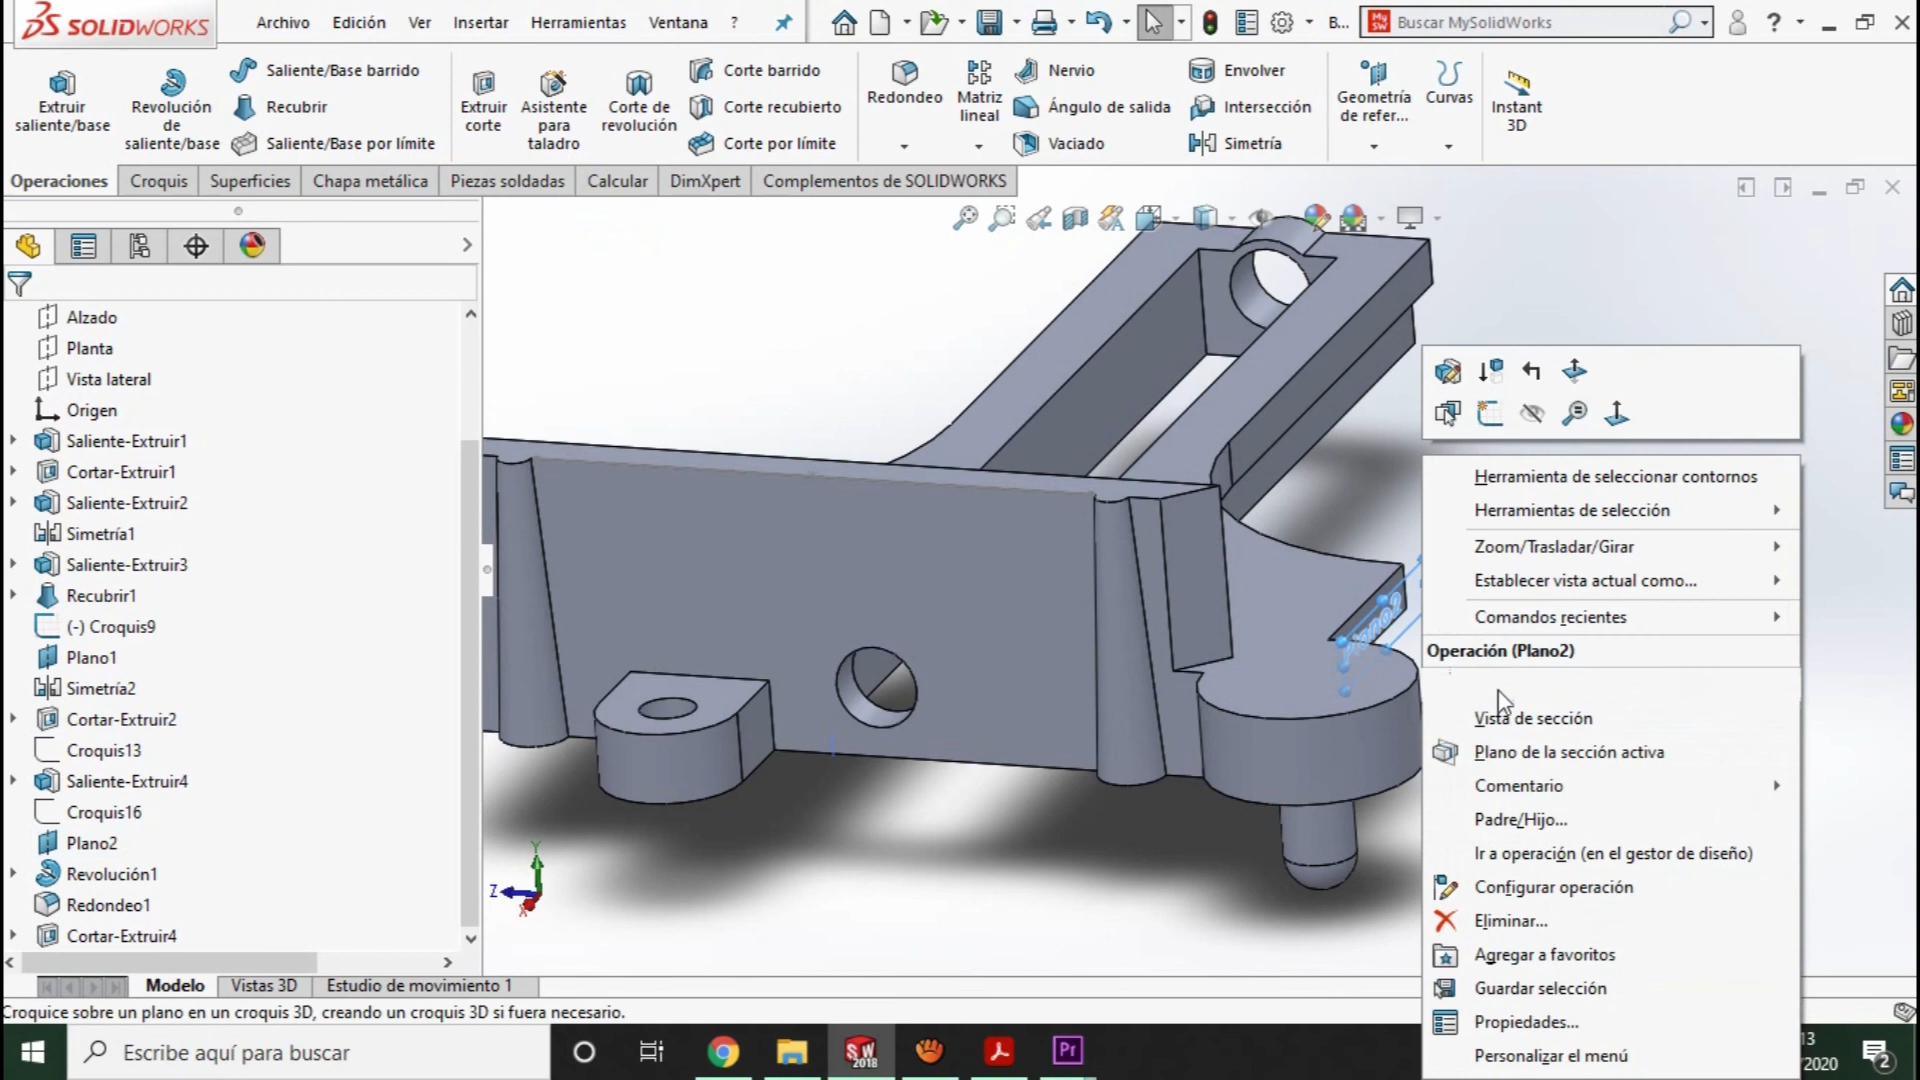 SOLIDWORKS
Archivo Edición Ver Insertar Herramientas Ventana ?
B...
Buscar MySolidWorks
?
Extruir saliente/base
Revolución de saliente/base
Saliente/Base barrido
Recubrir
Saliente/Base por límite
Extruir corte
Asistente para taladro
Corte de revolución
Corte barrido
Corte recubierto
Corte por límite
Redondeo
Matriz lineal
Nervio
Ángulo de salida
Vaciado
Envolver
Intersección
Simetría
Geometría de refer...
Curvas
Instant 3D
Operaciones Croquis Superficies Chapa metálica Piezas soldadas Calcular DimXpert Complementos de SOLIDWORKS
Alzado
Planta
Vista lateral
Origen
Saliente-Extruir1
Cortar-Extruir1
Saliente-Extruir2
Simetría1
Saliente-Extruir3
Recubrir1
(-) Croquis9
Plano1
Simetría2
Cortar-Extruir2
Croquis13
Saliente-Extruir4
Croquis16
Plano2
Revolución1
Redondeo1
Cortar-Extruir4
Plano2
Y
Z
X
Herramienta de seleccionar contornos
Herramientas de selección
Zoom/Trasladar/Girar
Establecer vista actual como...
Comandos recientes
Operación (Plano2)
Vista de sección
Plano de la sección activa
Comentario
Padre/Hijo...
Ir a operación (en el gestor de diseño)
Configurar operación
Eliminar...
Agregar a favoritos
Guardar selección
Propiedades...
Personalizar el menú
Modelo Vistas 3D Estudio de movimiento 1
Croquice sobre un plano en un croquis 3D, creando un croquis 3D si fuera necesario.
Escribe aquí para buscar
SW
2018
Pr
13
2020
2